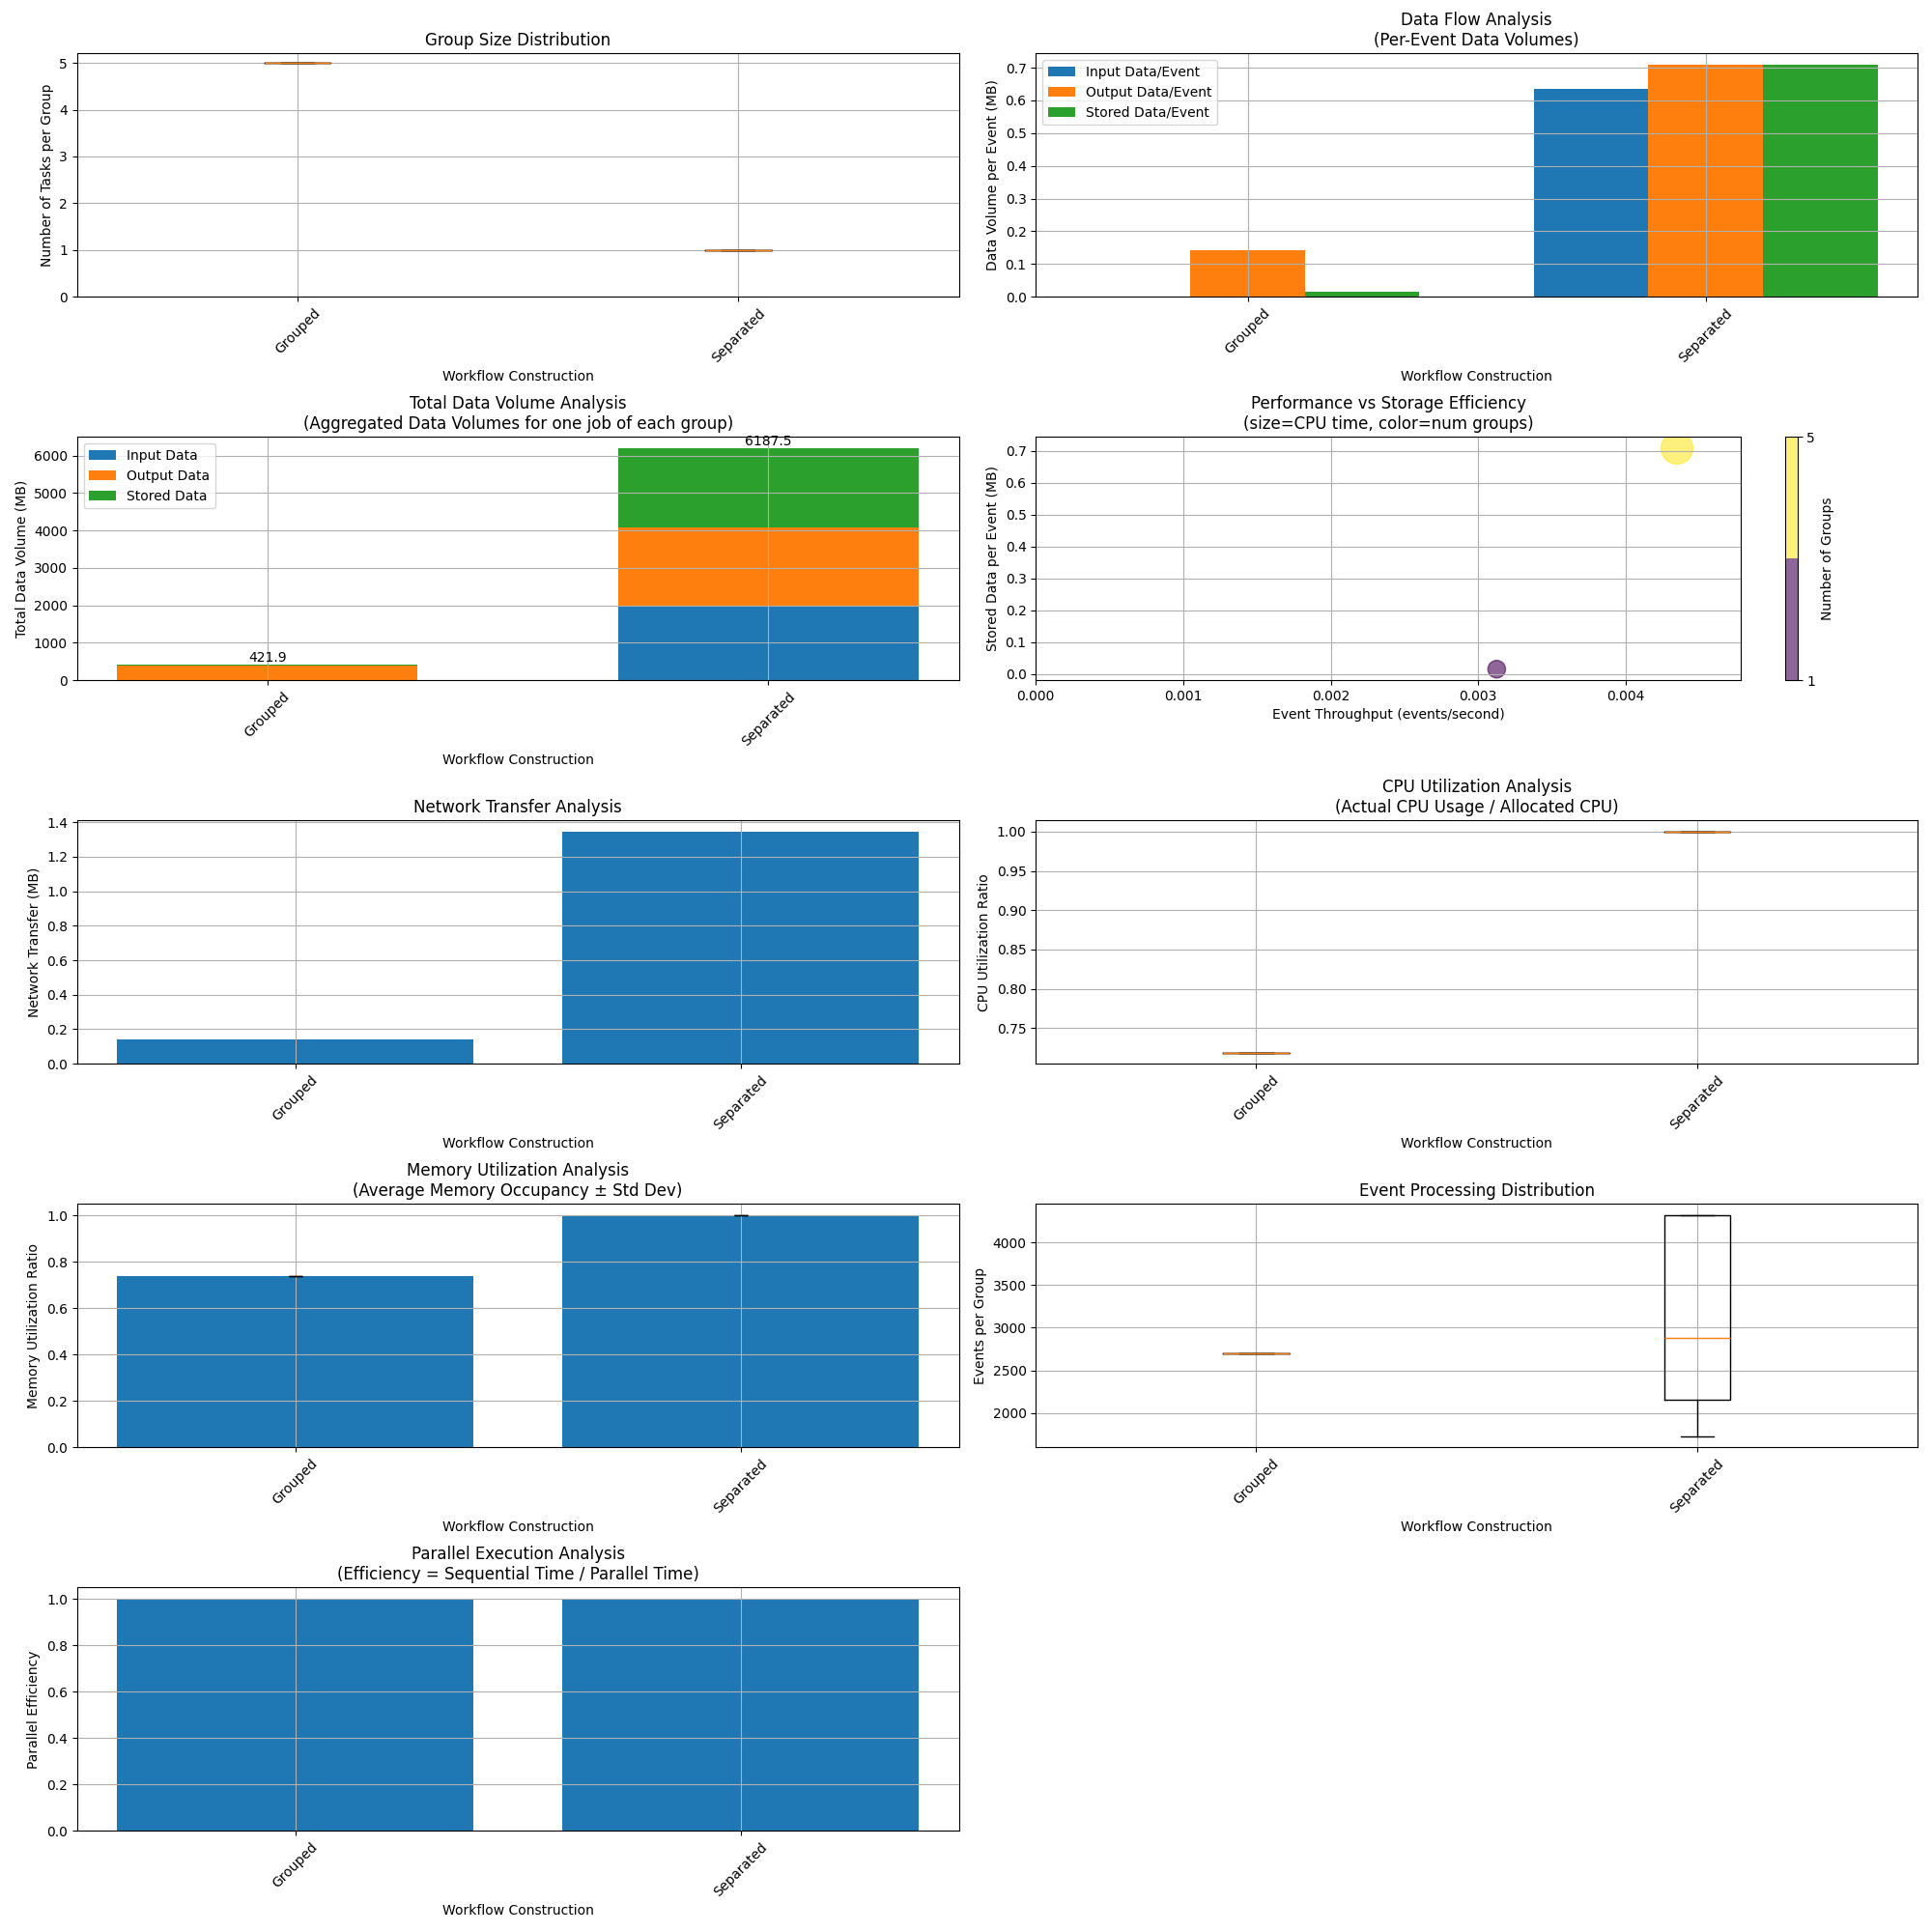 Group Size Distribution
Number of Tasks per Group
5
4
3
2
1
0
Grouped
Separated
Workflow Construction
Data Flow Analysis
(Per-Event Data Volumes)
Data Volume per Event (MB)
0.7
0.6
0.5
0.4
0.3
0.2
0.1
0.0
Input Data/Event
Output Data/Event
Stored Data/Event
Grouped
Separated
Workflow Construction
Total Data Volume Analysis
(Aggregated Data Volumes for one job of each group)
Total Data Volume (MB)
6000
5000
4000
3000
2000
1000
0
Input Data
Output Data
Stored Data
421.9
6187.5
Grouped
Separated
Workflow Construction
Performance vs Storage Efficiency
(size=CPU time, color=num groups)
Stored Data per Event (MB)
0.7
0.6
0.5
0.4
0.3
0.2
0.1
0.0
0.000
0.001
0.002
0.003
0.004
Event Throughput (events/second)
5
1
Number of Groups
Network Transfer Analysis
Network Transfer (MB)
1.4
1.2
1.0
0.8
0.6
0.4
0.2
0.0
Grouped
Separated
Workflow Construction
CPU Utilization Analysis
(Actual CPU Usage / Allocated CPU)
CPU Utilization Ratio
1.00
0.95
0.90
0.85
0.80
0.75
Grouped
Separated
Workflow Construction
Memory Utilization Analysis
(Average Memory Occupancy ± Std Dev)
Memory Utilization Ratio
1.0
0.8
0.6
0.4
0.2
0.0
Grouped
Separated
Workflow Construction
Event Processing Distribution
Events per Group
4000
3500
3000
2500
2000
Grouped
Separated
Workflow Construction
Parallel Execution Analysis
(Efficiency = Sequential Time / Parallel Time)
Parallel Efficiency
1.0
0.8
0.6
0.4
0.2
0.0
Grouped
Separated
Workflow Construction